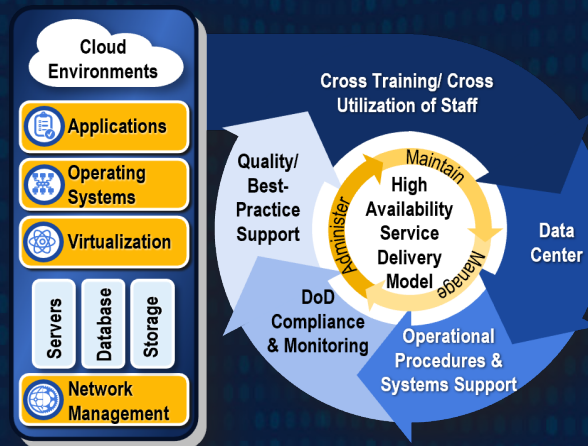 Cloud
Environments
Applications
Operating
Systems
Virtualization
Servers
Database
Storage
Network
Management
Cross Training/ Cross
Utilization of Staff
Quality/
Best-
Practice
Support
Data
Center
DoD
Compliance
& Monitoring
Operational
Procedures &
Systems Support
Administer
Maintain
Manage
High
Availability
Service
Delivery
Model